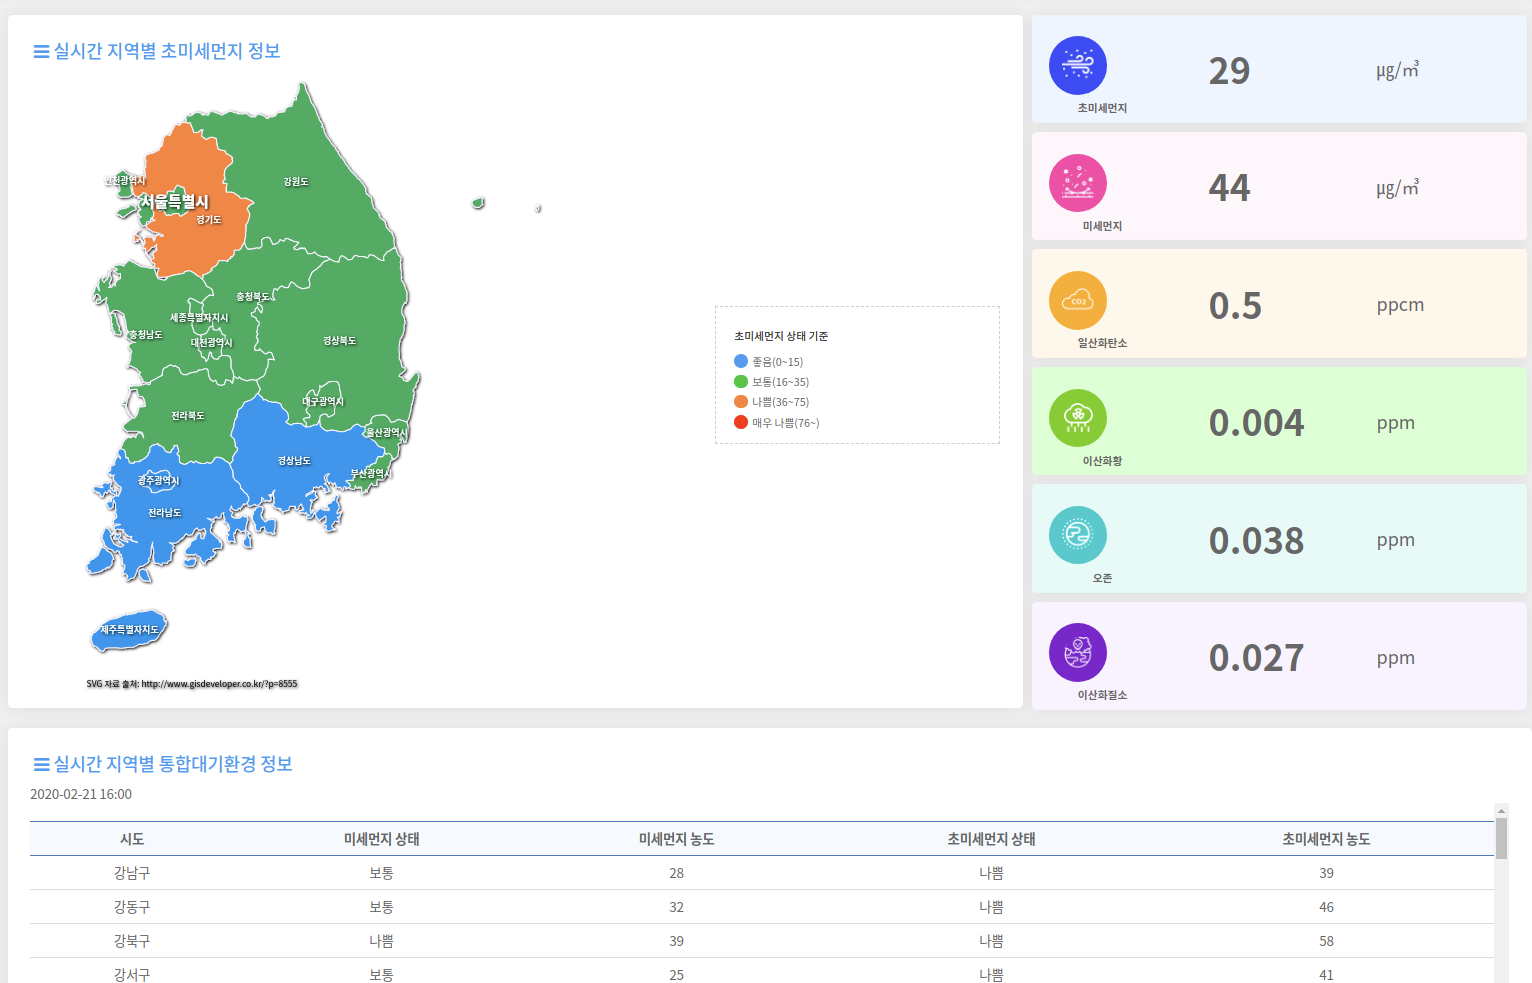 실시간 지역별 초미세먼지 정보
강원도
인천광역시
서울특별시
경기도
충청북도
세종특별자치시
충청남도
대전광역시
경상북도
대구광역시
전라북도
울산광역시
경상남도
부산광역시
광주광역시
전라남도
제주특별자치도
SVG 자료 출처: http://www.gisdeveloper.co.kr/?p=8555
초미세먼지 상태 기준
좋음(0~15)
보통(16~35)
나쁨(36~75)
매우 나쁨(76~)
29 μg/㎥
초미세먼지
44 μg/㎥
미세먼지
CO2
0.5 ppcm
일산화탄소
0.004 ppm
이산화황
0.038 ppm
오존
0.027 ppm
이산화질소
실시간 지역별 통합대기환경 정보
2020-02-21 16:00
시도 미세먼지 상태 미세먼지 농도 초미세먼지 상태 초미세먼지 농도
강남구 보통 28 나쁨 39
강동구 보통 32 나쁨 46
강북구 나쁨 39 나쁨 58
강서구 보통 25 나쁨 41